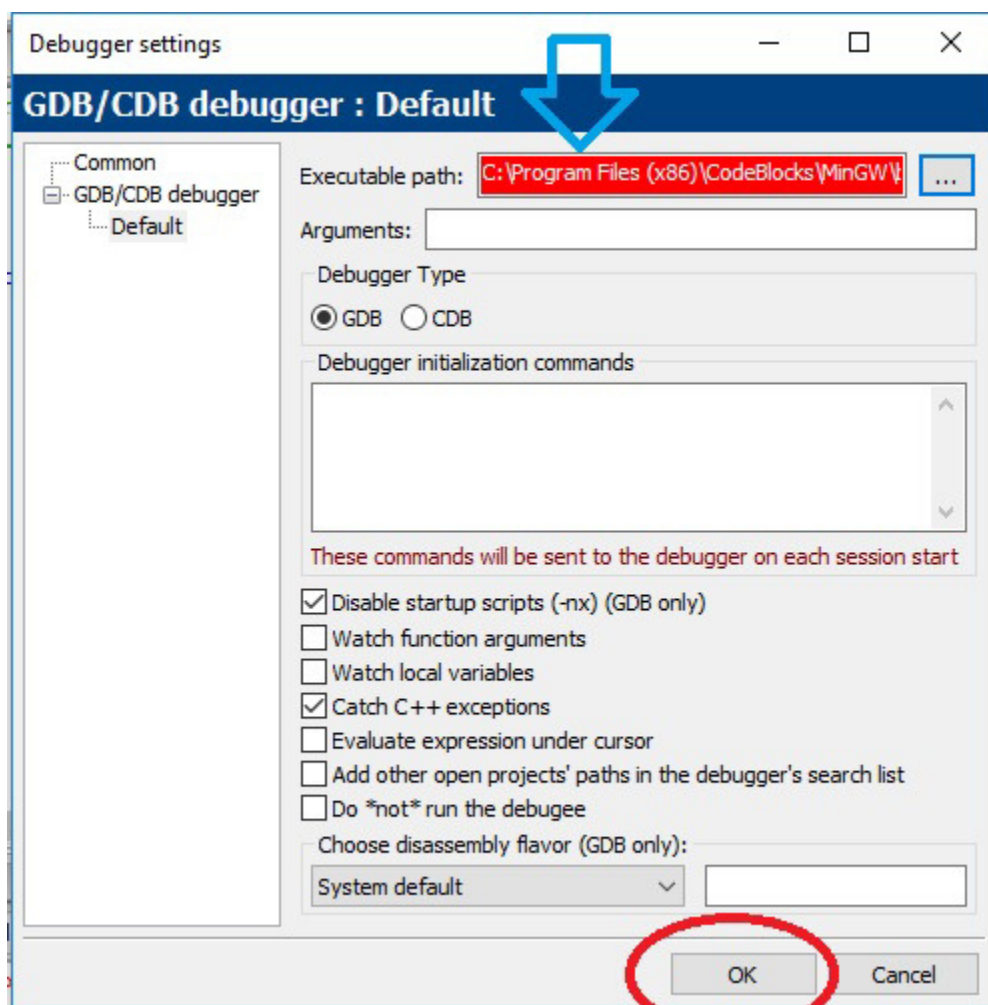 Debugger settings
GDB/CDB debugger : Default
Common
GDB/CDB debugger
Default
Executable path: C:\Program Files (x86)\CodeBlocks\MinGW\ ...
Arguments:
Debugger Type
GDB CDB
Debugger initialization commands
These commands will be sent to the debugger on each session start
Disable startup scripts (-nx) (GDB only)
Watch function arguments
Watch local variables
Catch C++ exceptions
Evaluate expression under cursor
Add other open projects' paths in the debugger's search list
Do *not* run the debugee
Choose disassembly flavor (GDB only):
System default
OK Cancel